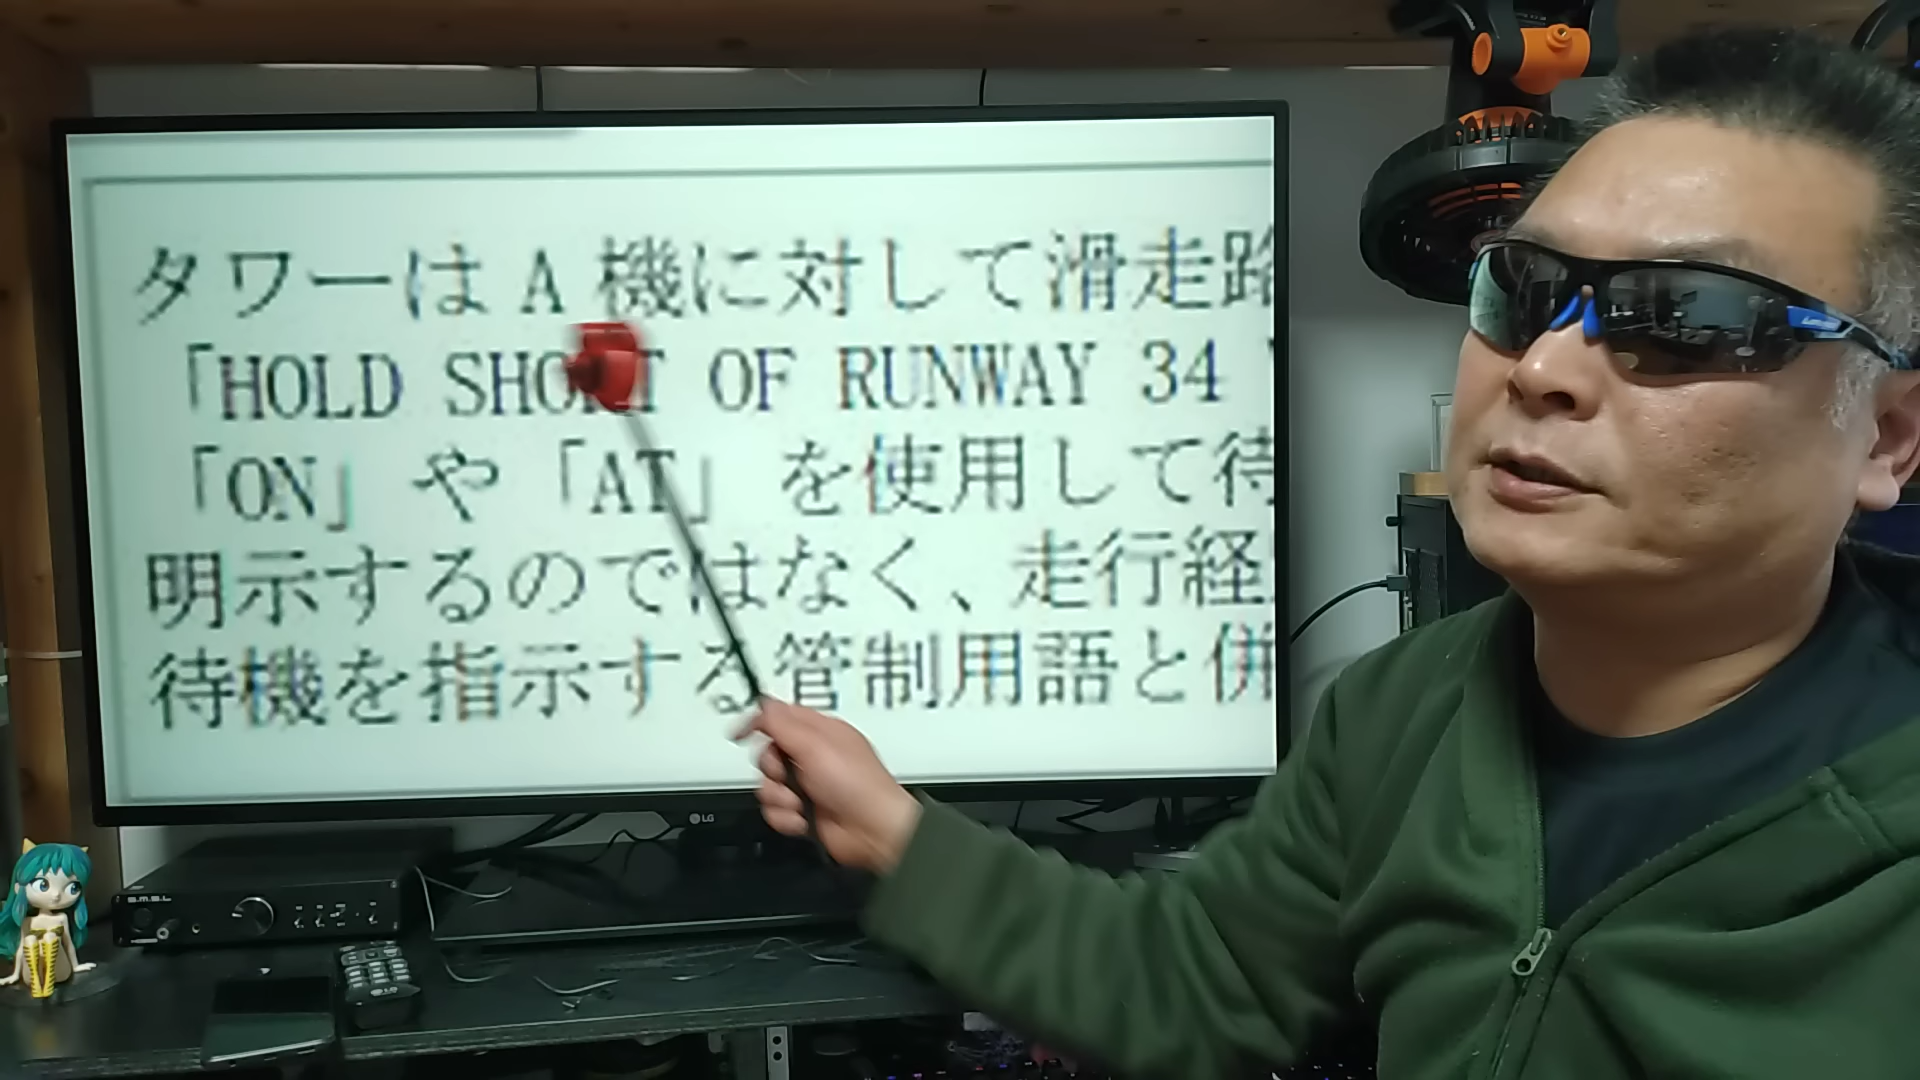 タワーは A 機に対して滑走路
「HOLD SHORT OF RUNWAY 34
「ON」や「AT」を使用して待
明示するのではなく、走行経
待機を指示する管制用語と併
LG
S.M.S.L
LG